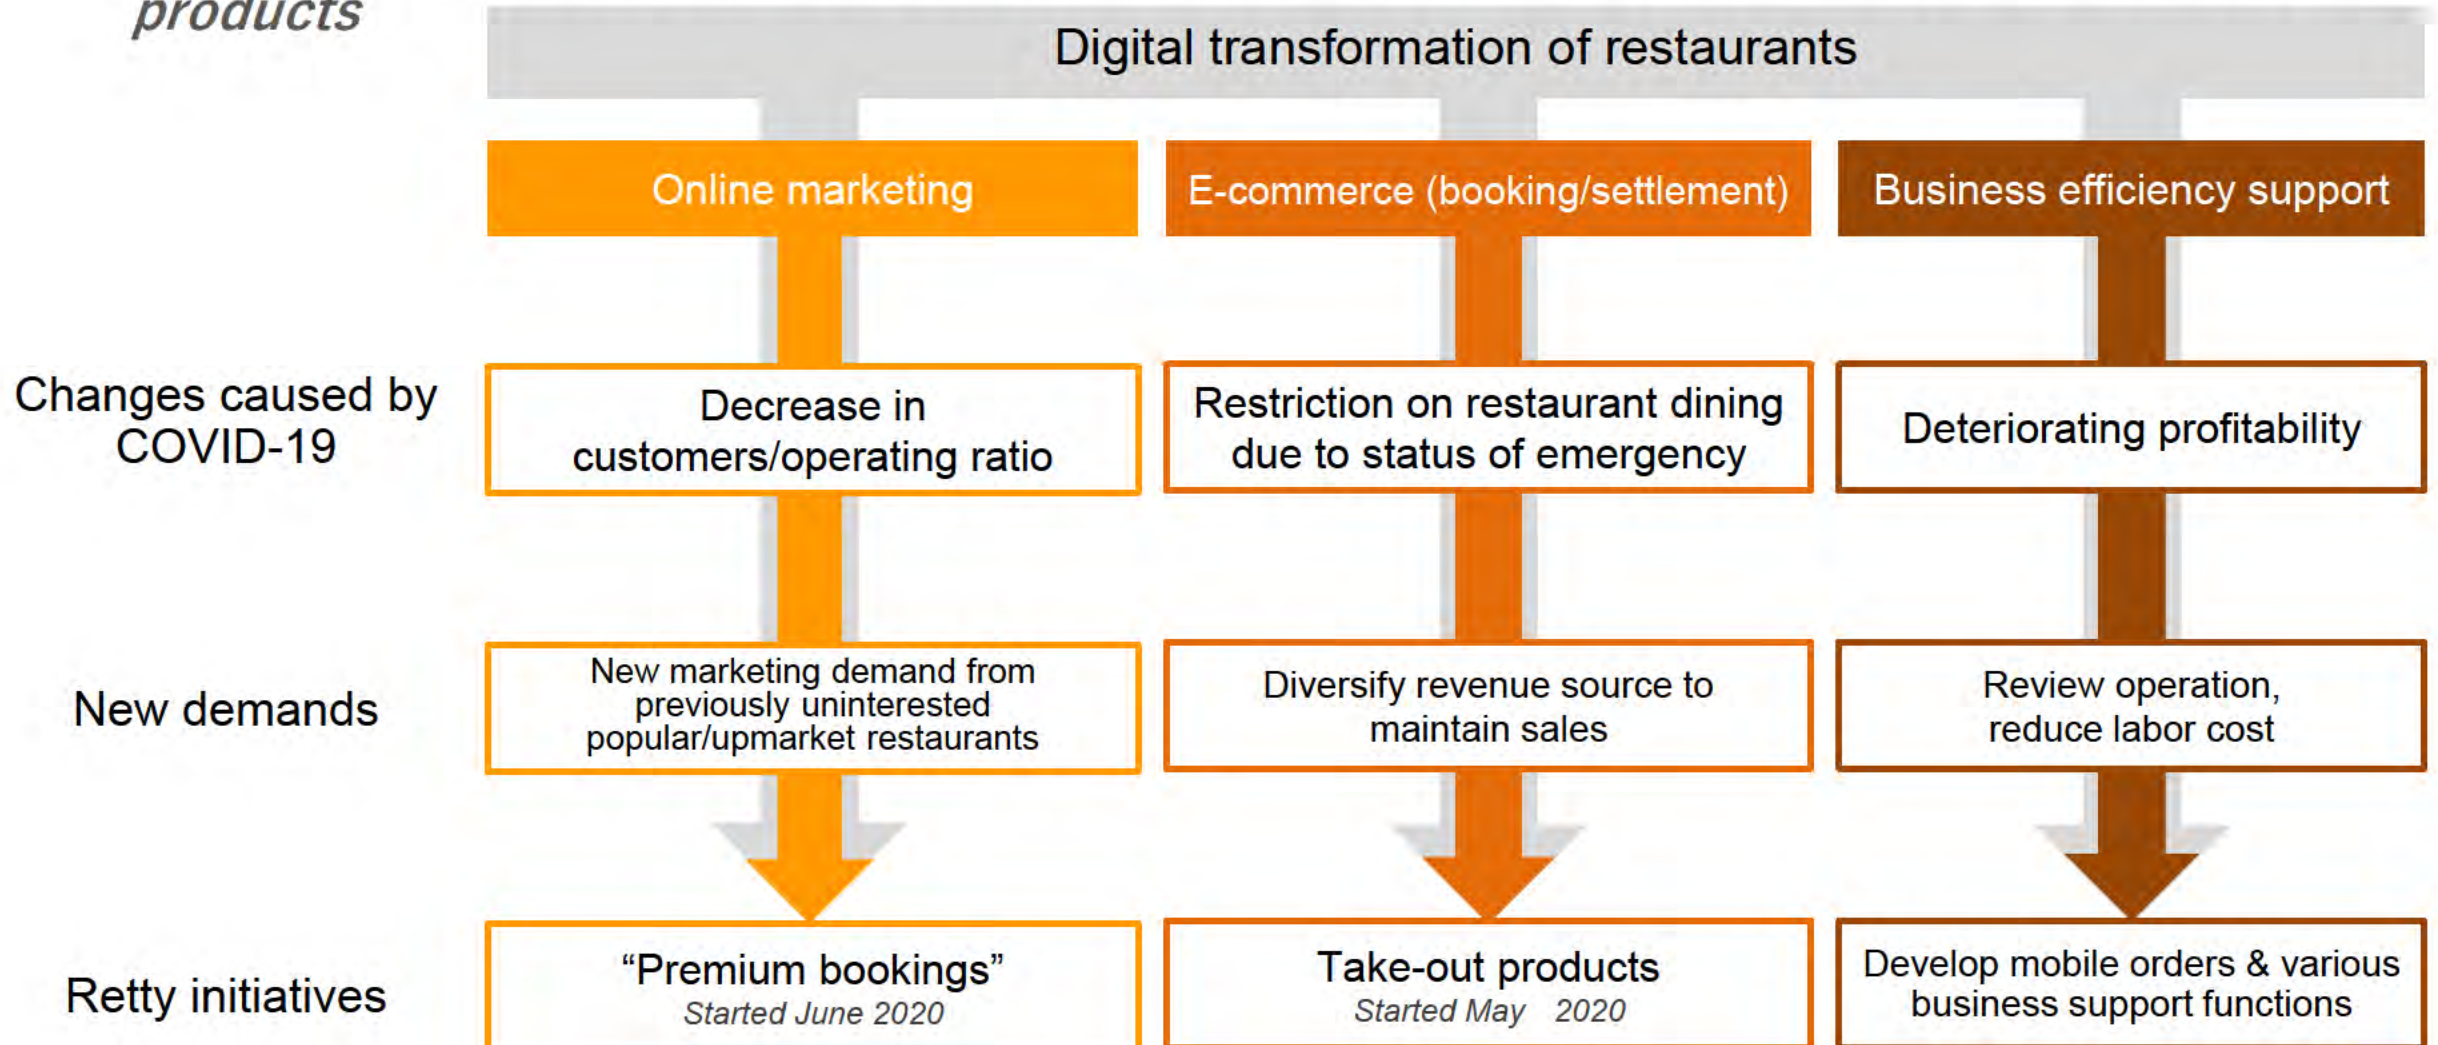 products
Digital transformation of restaurants
Online marketing
E-commerce (booking/settlement)
Business efficiency support
Changes caused by
COVID-19
Decrease in
customers/operating ratio
Restriction on restaurant dining
due to status of emergency
Deteriorating profitability
New demands
New marketing demand from
previously uninterested
popular/upmarket restaurants
Diversify revenue source to
maintain sales
Review operation,
reduce labor cost
Retty initiatives
“Premium bookings”
Started June 2020
Take-out products
Started May 2020
Develop mobile orders & various
business support functions